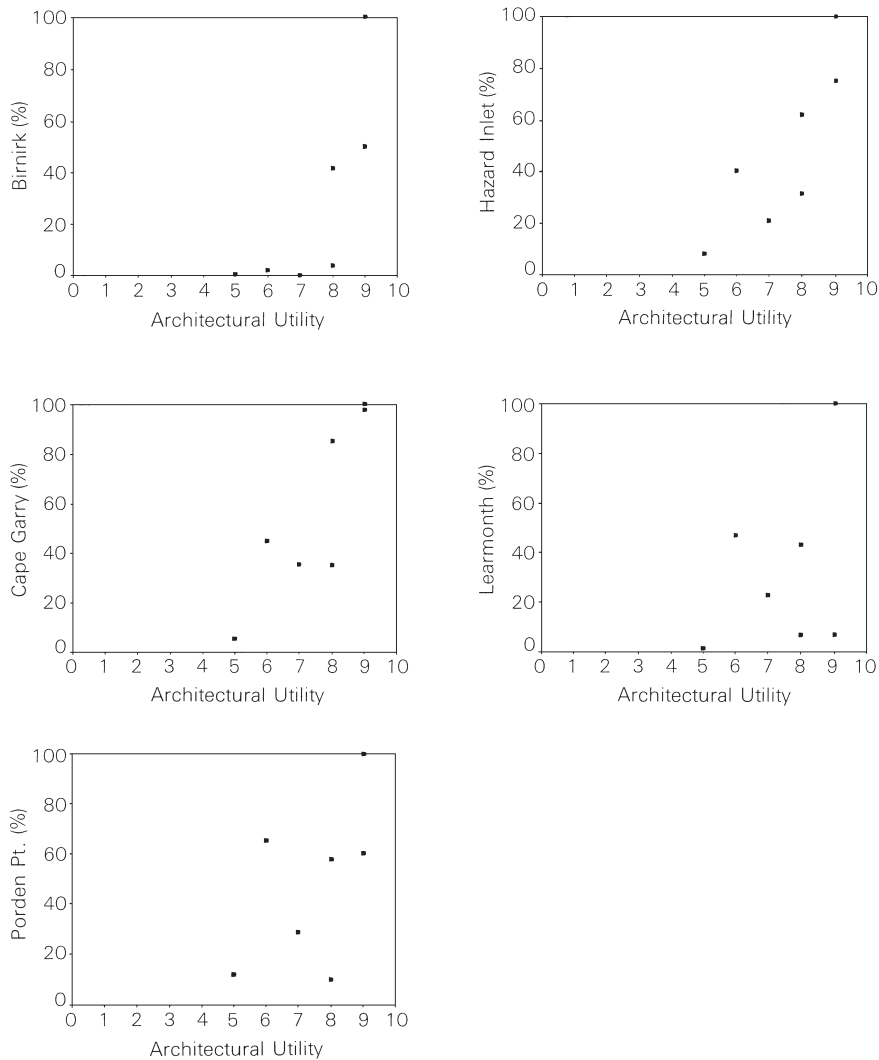 Birnirk (%)
100
80
60
40
20
0
0 1 2 3 4 5 6 7 8 9 10
Architectural Utility
Hazard Inlet (%)
100
80
60
40
20
0
0 1 2 3 4 5 6 7 8 9 10
Architectural Utility
Cape Garry (%)
100
80
60
40
20
0
0 1 2 3 4 5 6 7 8 9 10
Architectural Utility
Learmonth (%)
100
80
60
40
20
0
0 1 2 3 4 5 6 7 8 9 10
Architectural Utility
Porden Pt. (%)
100
80
60
40
20
0
0 1 2 3 4 5 6 7 8 9 10
Architectural Utility